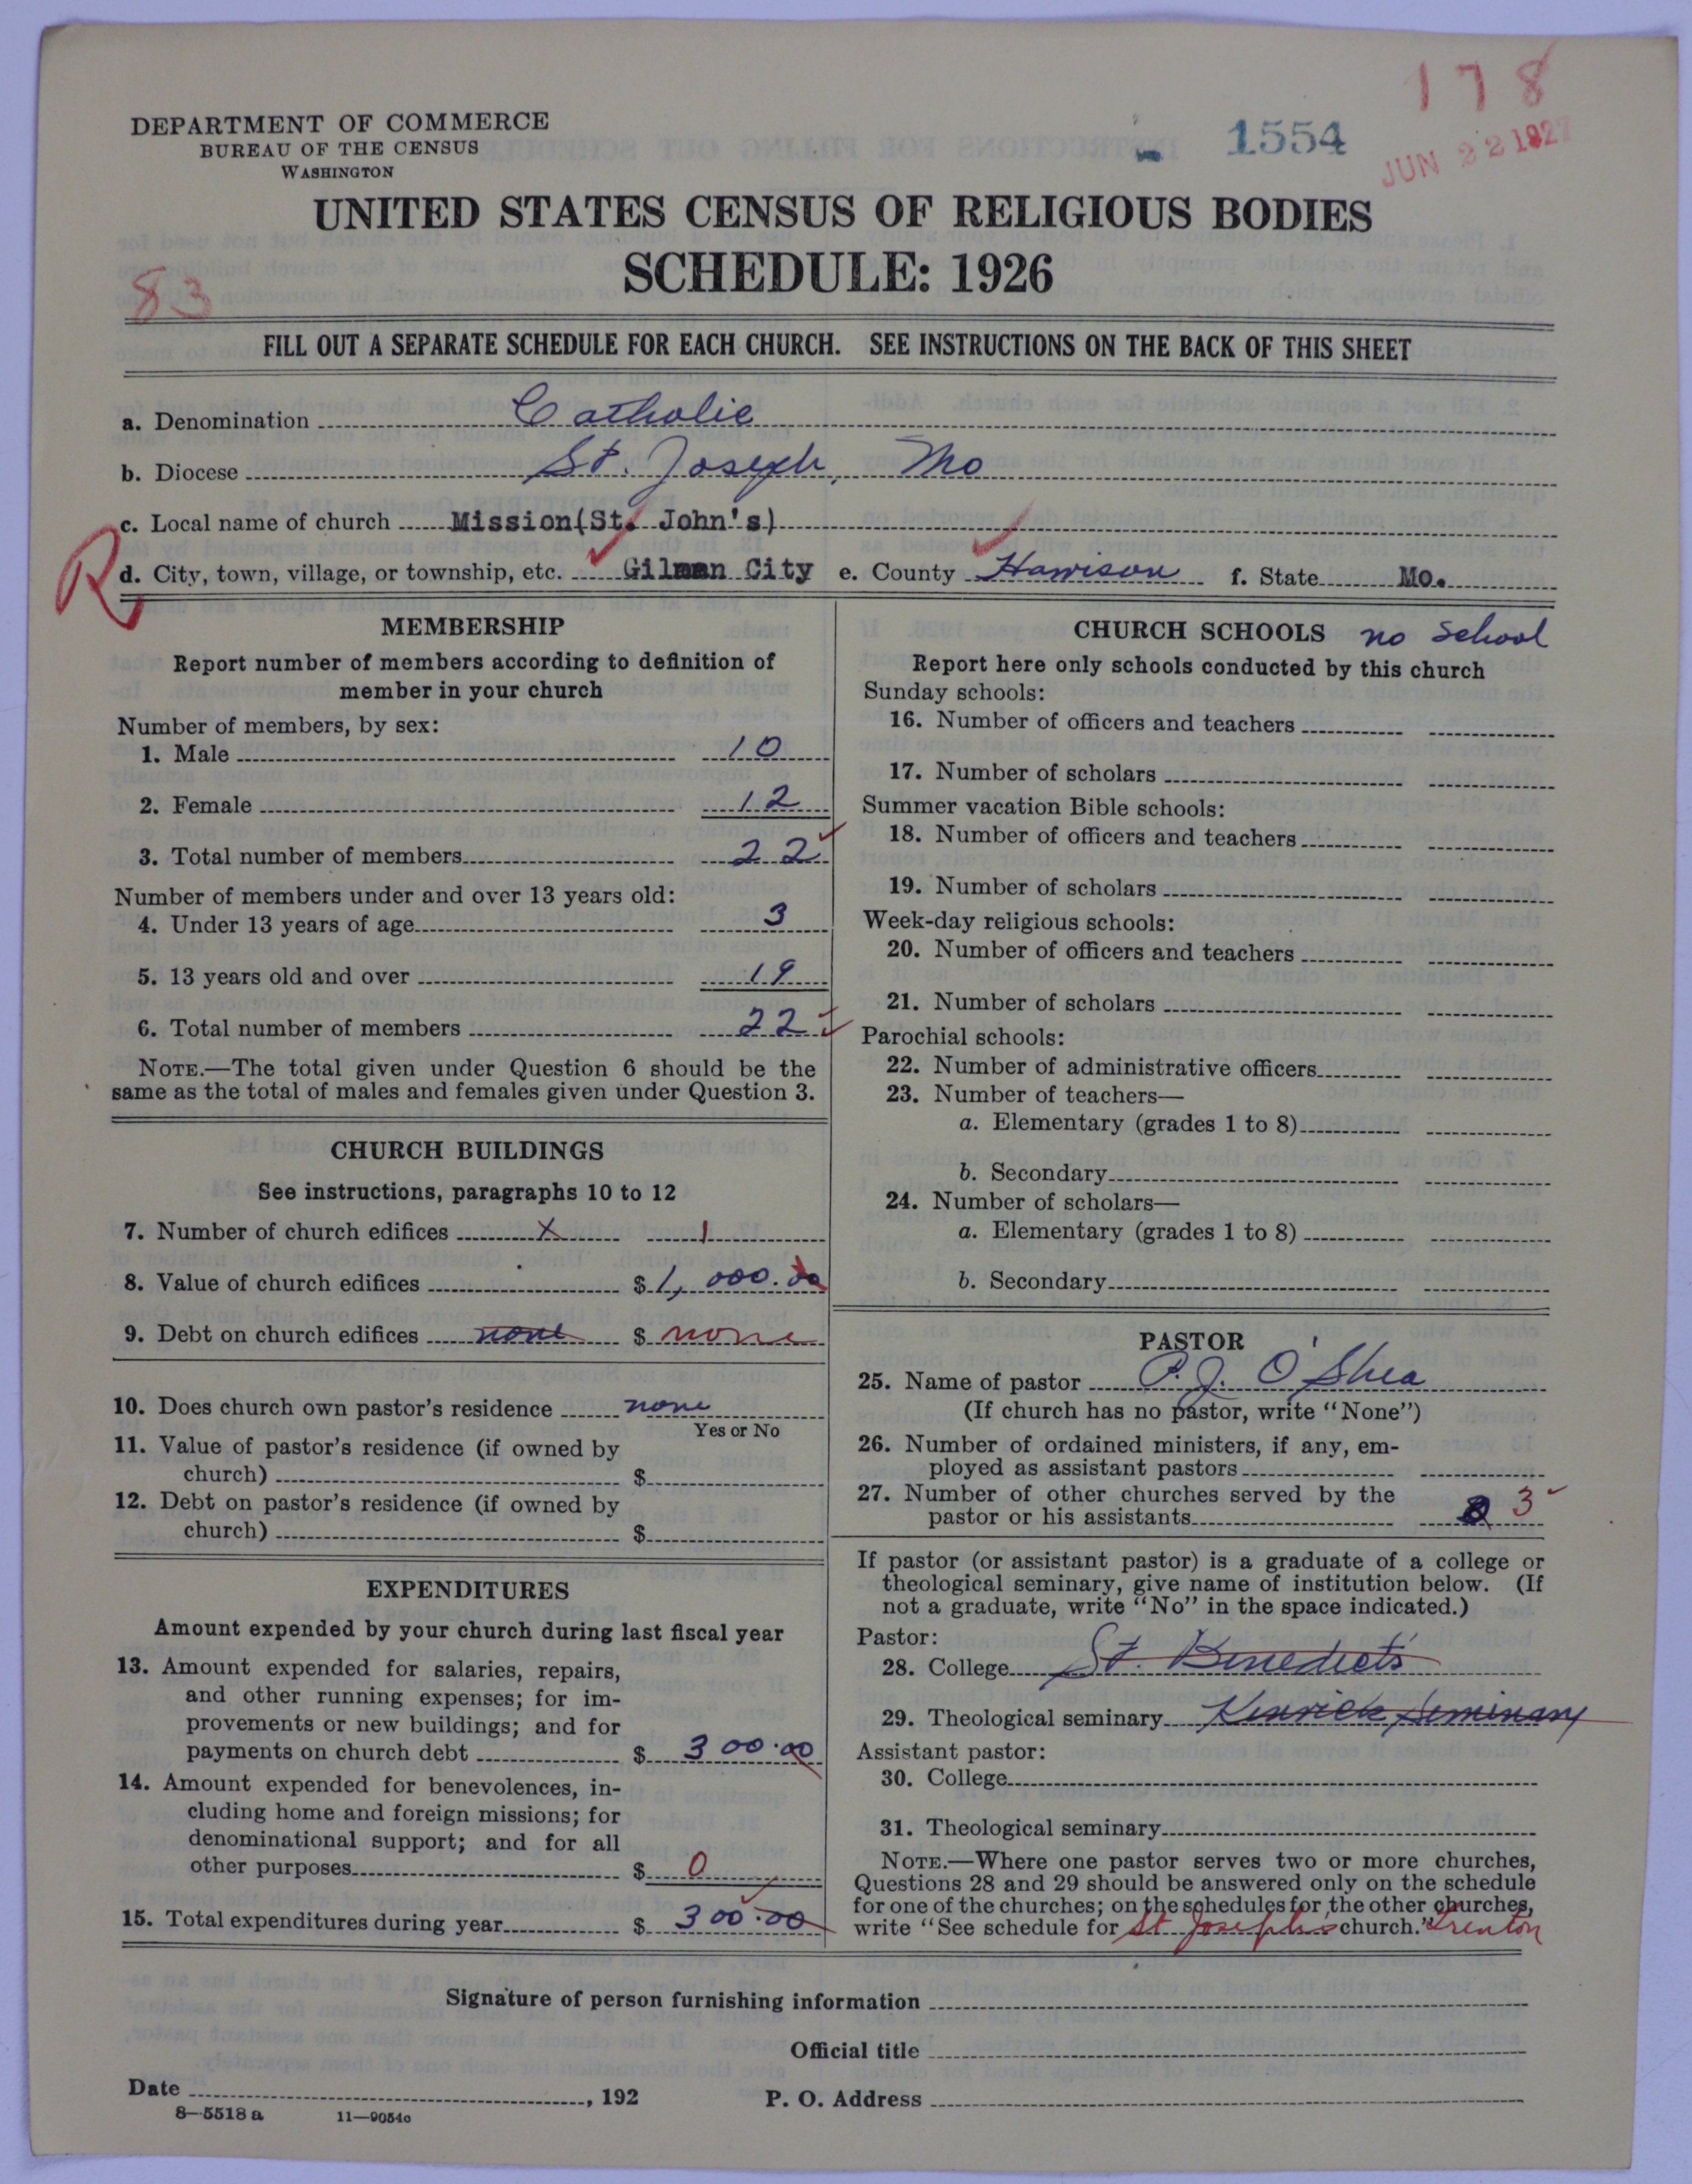 178
1554
JUN 22 1927
DEPARTMENT OF COMMERCE
BUREAU OF THE CENSUS
WASHINGTON
UNITED STATES CENSUS OF RELIGIOUS BODIES
SCHEDULE: 1926
83
FILL OUT A SEPARATE SCHEDULE FOR EACH CHURCH. SEE INSTRUCTIONS ON THE BACK OF THIS SHEET
a. Denomination Catholic
b. Diocese St. Joseph, Mo
c. Local name of church Mission(St. John's)
R
d. City, town, village, or township, etc. Gilman City e. County Harrison f. State Mo.
MEMBERSHIP
Report number of members according to definition of
member in your church
Number of members, by sex:
1. Male 10
2. Female 12
3. Total number of members 22
Number of members under and over 13 years old:
4. Under 13 years of age 3
5. 13 years old and over 19
6. Total number of members 22
NOTE.—The total given under Question 6 should be the
same as the total of males and females given under Question 3.
CHURCH BUILDINGS
See instructions, paragraphs 10 to 12
7. Number of church edifices X 1
8. Value of church edifices $ 1,000.00
9. Debt on church edifices none $ none
10. Does church own pastor's residence none
Yes or No
11. Value of pastor's residence (if owned by
church) $
12. Debt on pastor's residence (if owned by
church) $
EXPENDITURES
Amount expended by your church during last fiscal year
13. Amount expended for salaries, repairs,
and other running expenses; for im-
provements or new buildings; and for
payments on church debt $ 300.00
14. Amount expended for benevolences, in-
cluding home and foreign missions; for
denominational support; and for all
other purposes $ 0
15. Total expenditures during year $ 300.00
CHURCH SCHOOLS no School
Report here only schools conducted by this church
Sunday schools:
16. Number of officers and teachers
17. Number of scholars
Summer vacation Bible schools:
18. Number of officers and teachers
19. Number of scholars
Week-day religious schools:
20. Number of officers and teachers
21. Number of scholars
Parochial schools:
22. Number of administrative officers
23. Number of teachers—
a. Elementary (grades 1 to 8)
b. Secondary
24. Number of scholars—
a. Elementary (grades 1 to 8)
b. Secondary
PASTOR
25. Name of pastor P. J. O'Shea
(If church has no pastor, write "None")
26. Number of ordained ministers, if any, em-
ployed as assistant pastors
27. Number of other churches served by the
pastor or his assistants 3
If pastor (or assistant pastor) is a graduate of a college or
theological seminary, give name of institution below. (If
not a graduate, write "No" in the space indicated.)
Pastor:
28. College St. Benedicts'
29. Theological seminary Kenrick Seminary
Assistant pastor:
30. College
31. Theological seminary
NOTE.—Where one pastor serves two or more churches,
Questions 28 and 29 should be answered only on the schedule
for one of the churches; on the schedules for the other churches,
write "See schedule for St Joseph's church." Trenton
Signature of person furnishing information
Official title
Date , 192
P. O. Address
8—5518 a 11—9054c